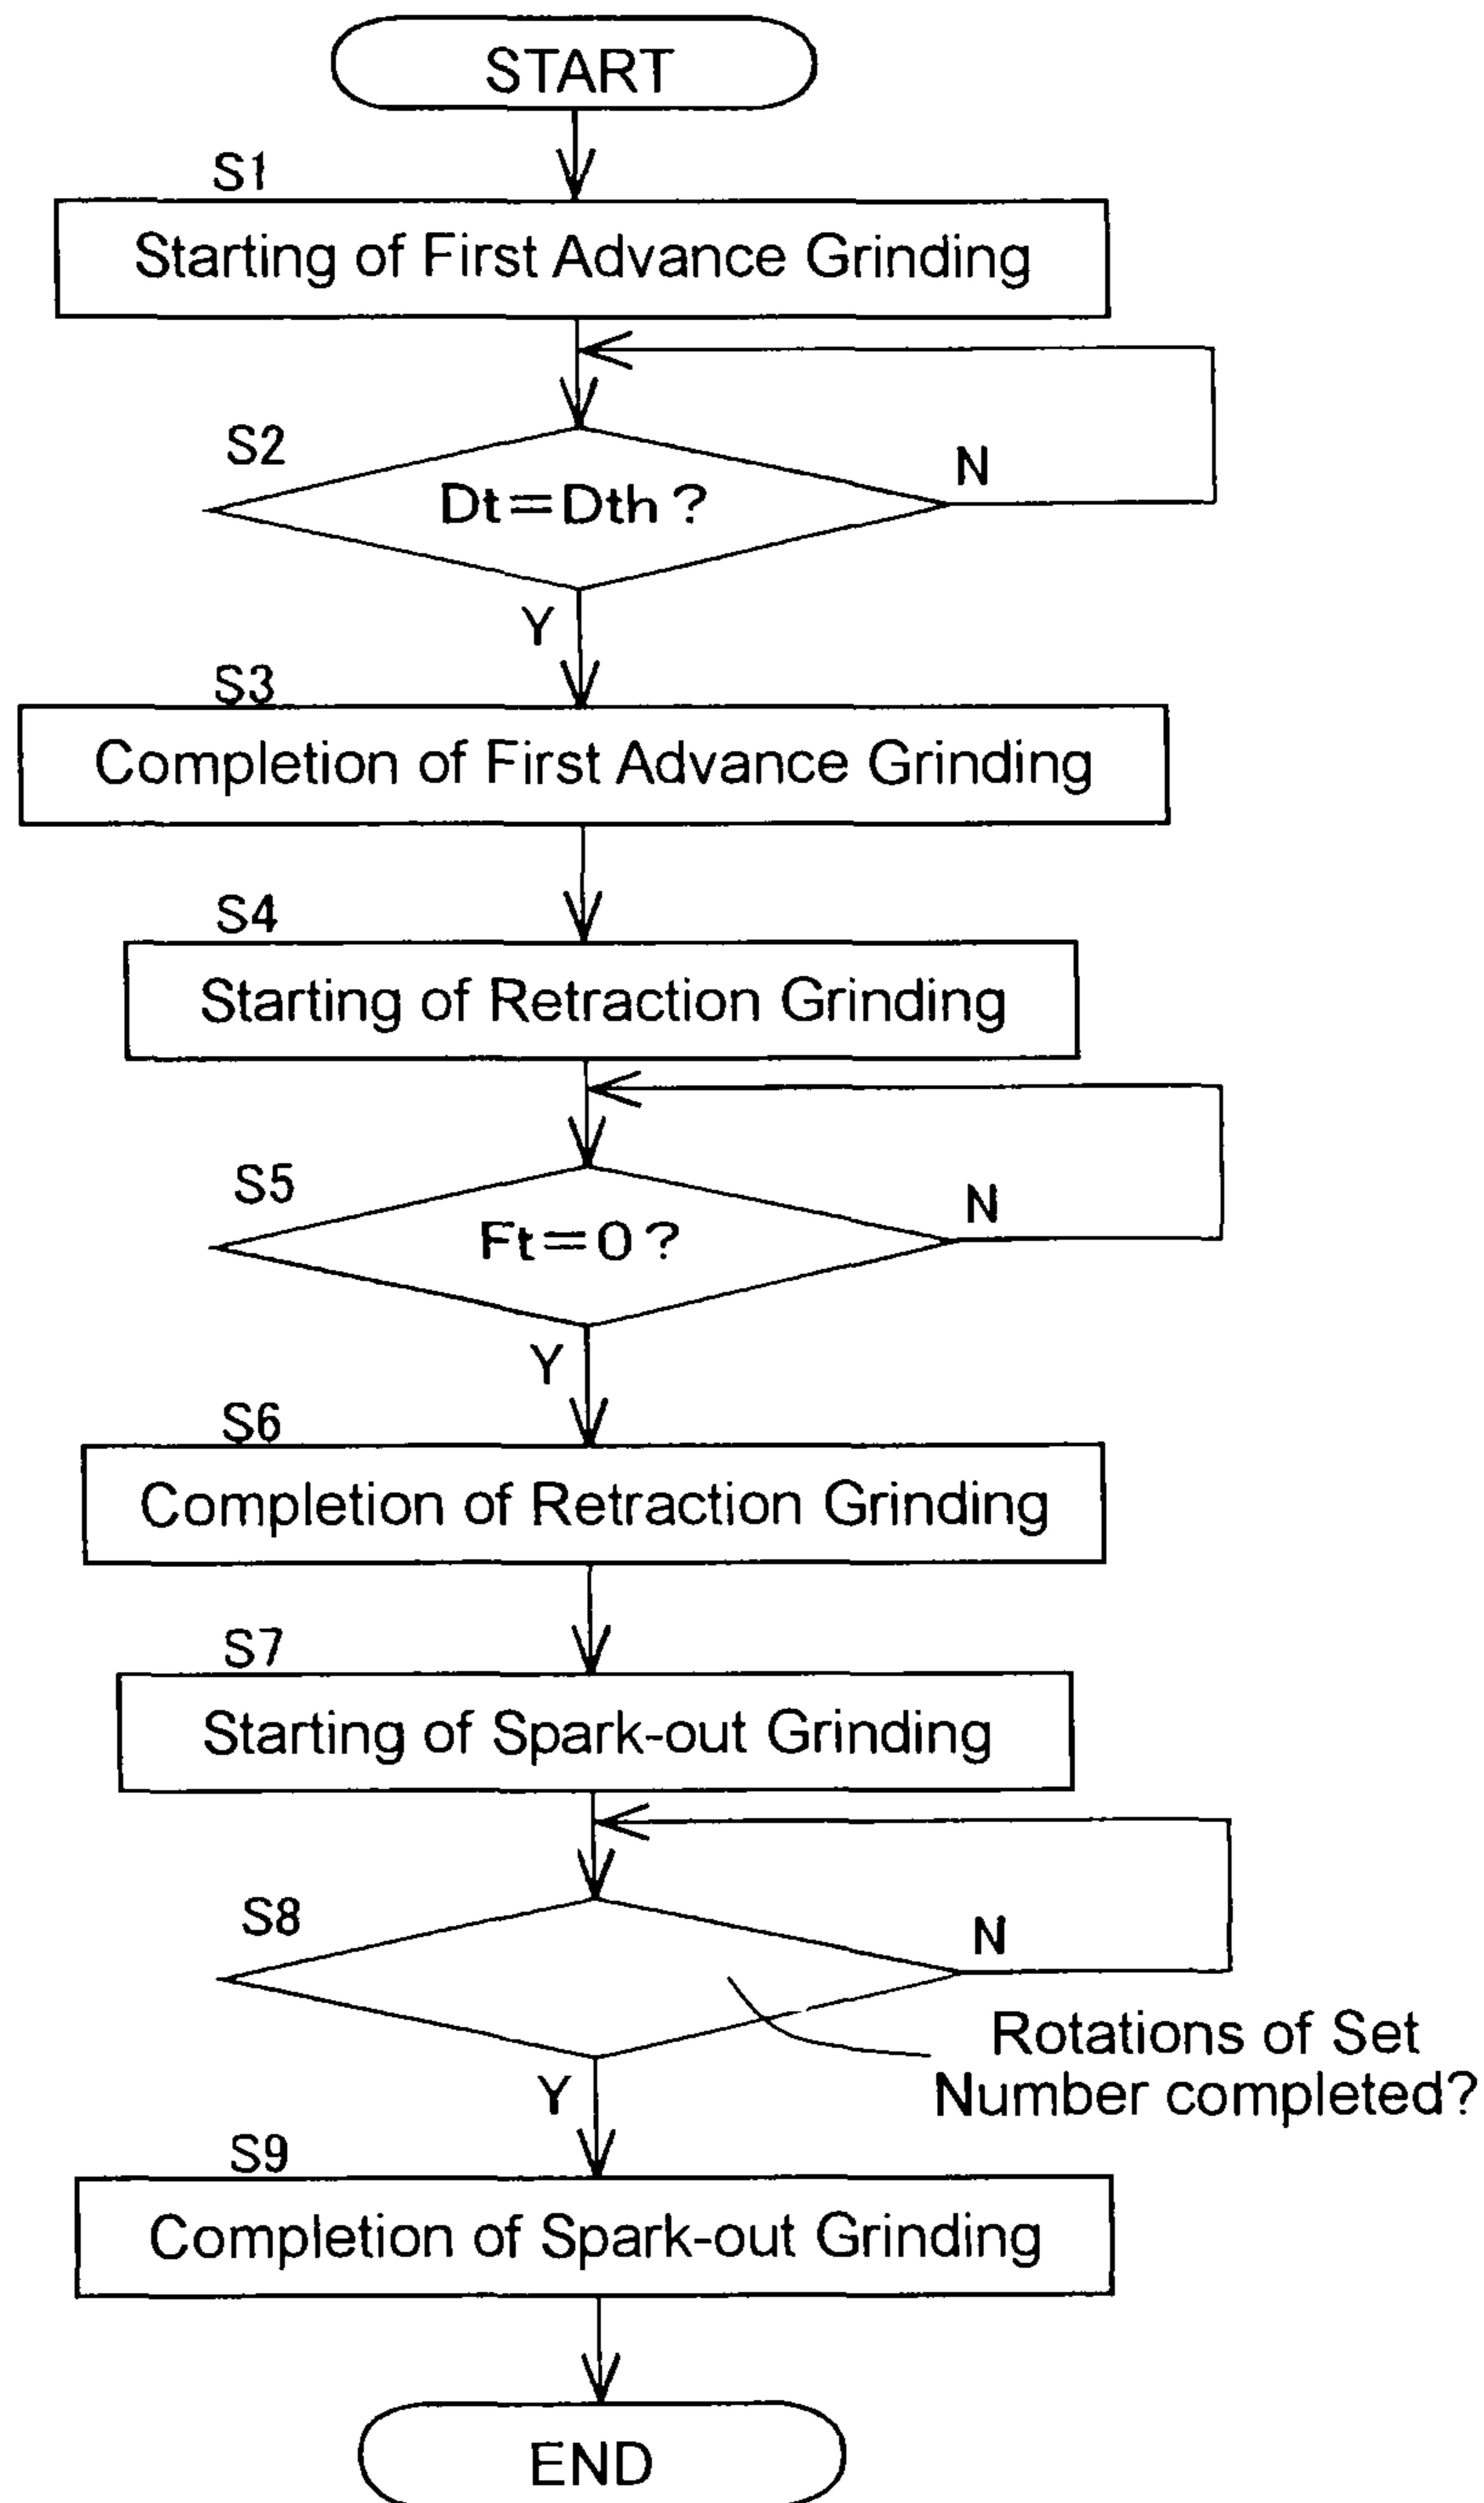 START
S1
Starting of First Advance Grinding
S2
Dt=Dth?
N
Y
S3
Completion of First Advance Grinding
S4
Starting of Retraction Grinding
S5
Ft=0?
N
Y
S6
Completion of Retraction Grinding
S7
Starting of Spark-out Grinding
S8
N
Rotations of Set
Number completed?
Y
S9
Completion of Spark-out Grinding
END